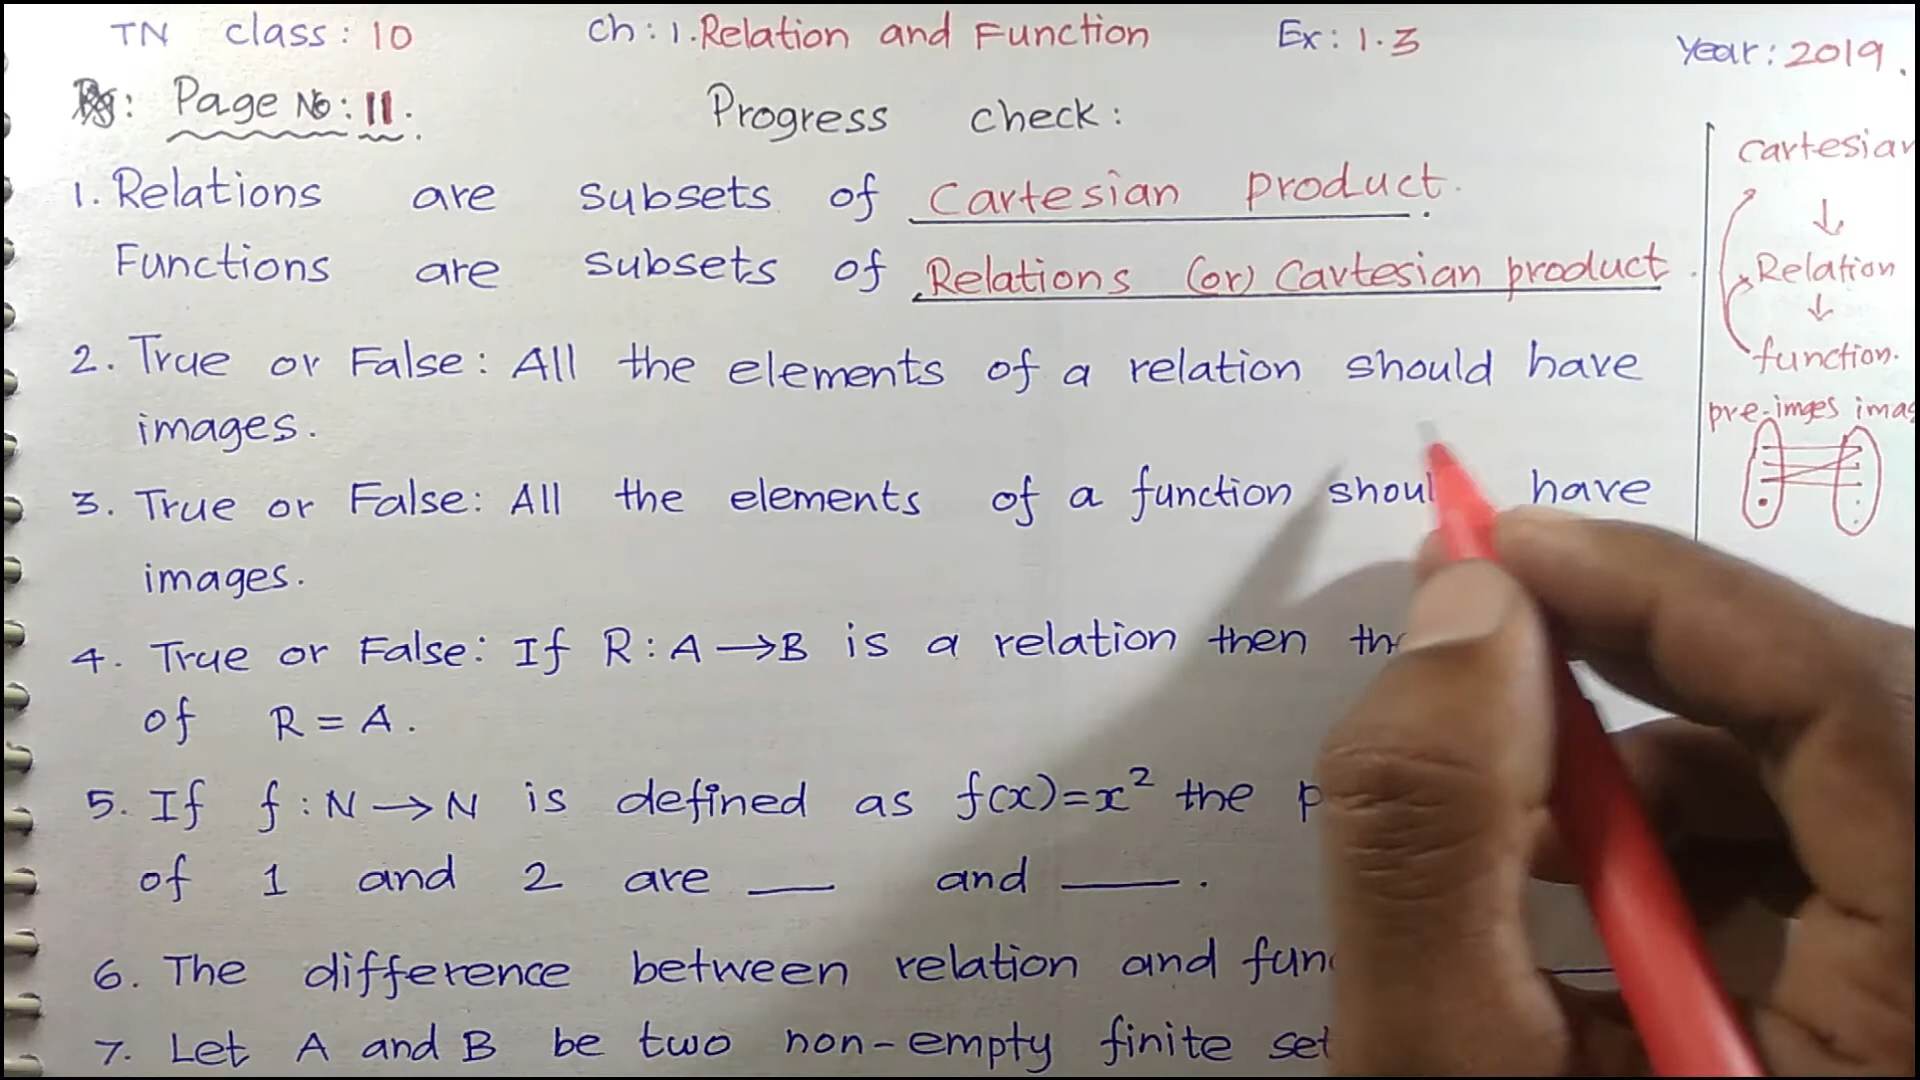 TN class: 10 Ch: 1. Relation and Function Ex: 1.3 Year: 2019.
: Page No: 11.
Progress check:
1. Relations are subsets of Cartesian product.
Functions are subsets of Relations (or) Cartesian product.
2. True or False: All the elements of a relation should have
images.
3. True or False: All the elements of a function shoul have
images.
4. True or False: If R: A→B is a relation then
of R = A.
5. If f: N→N is defined as f(x)=x² the
of 1 and 2 are ___ and ____.
6. The difference between relation and
7. Let A and B be two non-empty finite set
Cartesian
↓
Relation
↓
function.
pre-imges